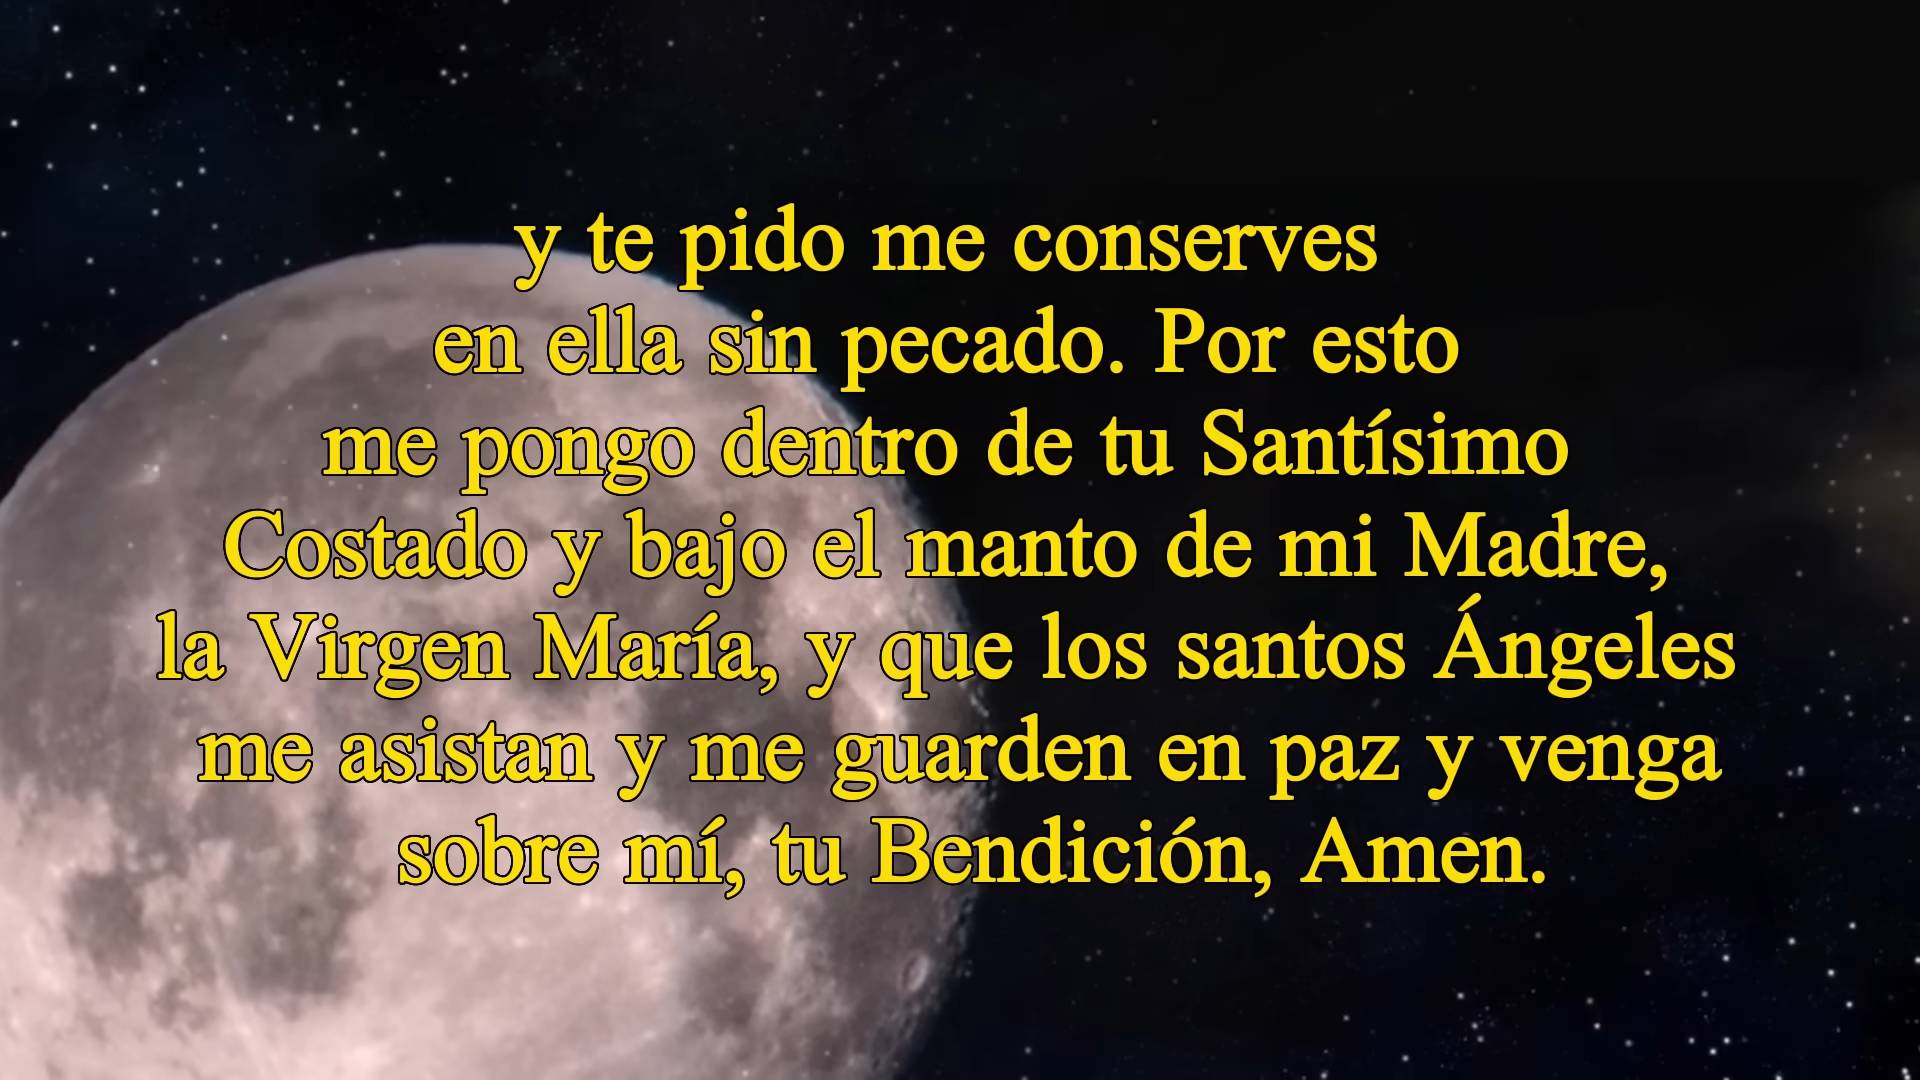 y te pido me conserves
en ella sin pecado. Por esto
me pongo dentro de tu Santísimo
Costado y bajo el manto de mi Madre,
la Virgen María, y que los santos Ángeles
me asistan y me guarden en paz y venga
sobre mí, tu Bendición, Amen.